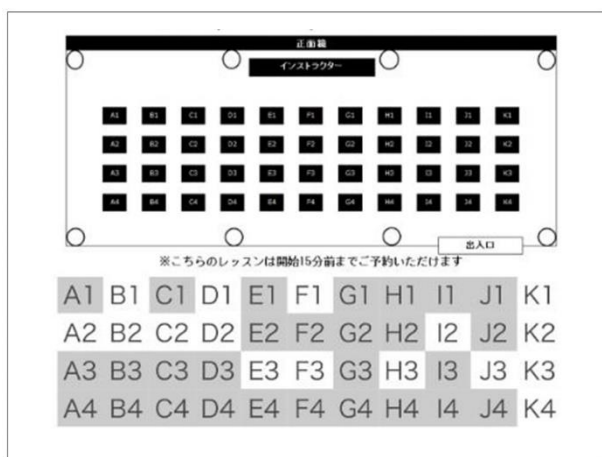 正面鏡
インストラクター
A1 B1 C1 D1 E1 F1 G1 H1 I1 J1 K1
A2 B2 C2 D2 E2 F2 G2 H2 I2 J2 K2
A3 B3 C3 D3 E3 F3 G3 H3 I3 J3 K3
A4 B4 C4 D4 E4 F4 G4 H4 I4 J4 K4
出入口
※こちらのレッスンは開始15分前までご予約いただけます
A1 B1 C1 D1 E1 F1 G1 H1 I1 J1 K1
A2 B2 C2 D2 E2 F2 G2 H2 I2 J2 K2
A3 B3 C3 D3 E3 F3 G3 H3 I3 J3 K3
A4 B4 C4 D4 E4 F4 G4 H4 I4 J4 K4